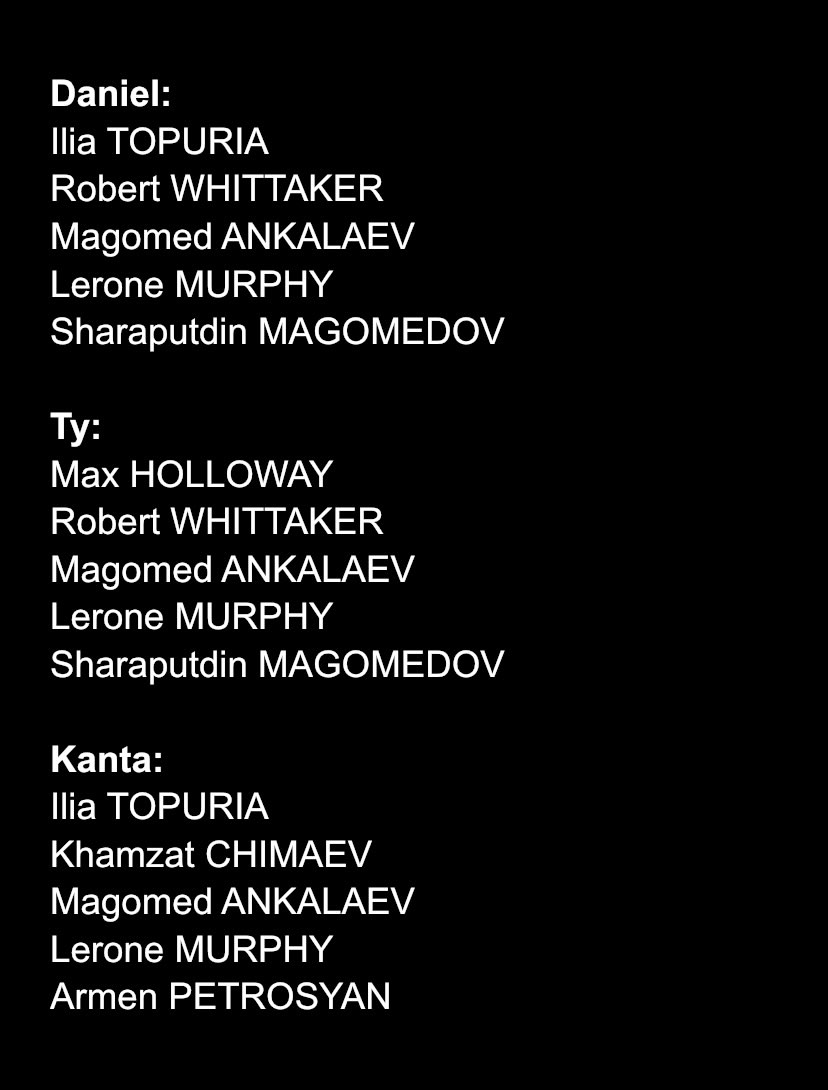 Daniel:
Ilia TOPURIA
Robert WHITTAKER
Magomed ANKALAEV
Lerone MURPHY
Sharaputdin MAGOMEDOV
Ty:
Max HOLLOWAY
Robert WHITTAKER
Magomed ANKALAEV
Lerone MURPHY
Sharaputdin MAGOMEDOV
Kanta:
Ilia TOPURIA
Khamzat CHIMAEV
Magomed ANKALAEV
Lerone MURPHY
Armen PETROSYAN